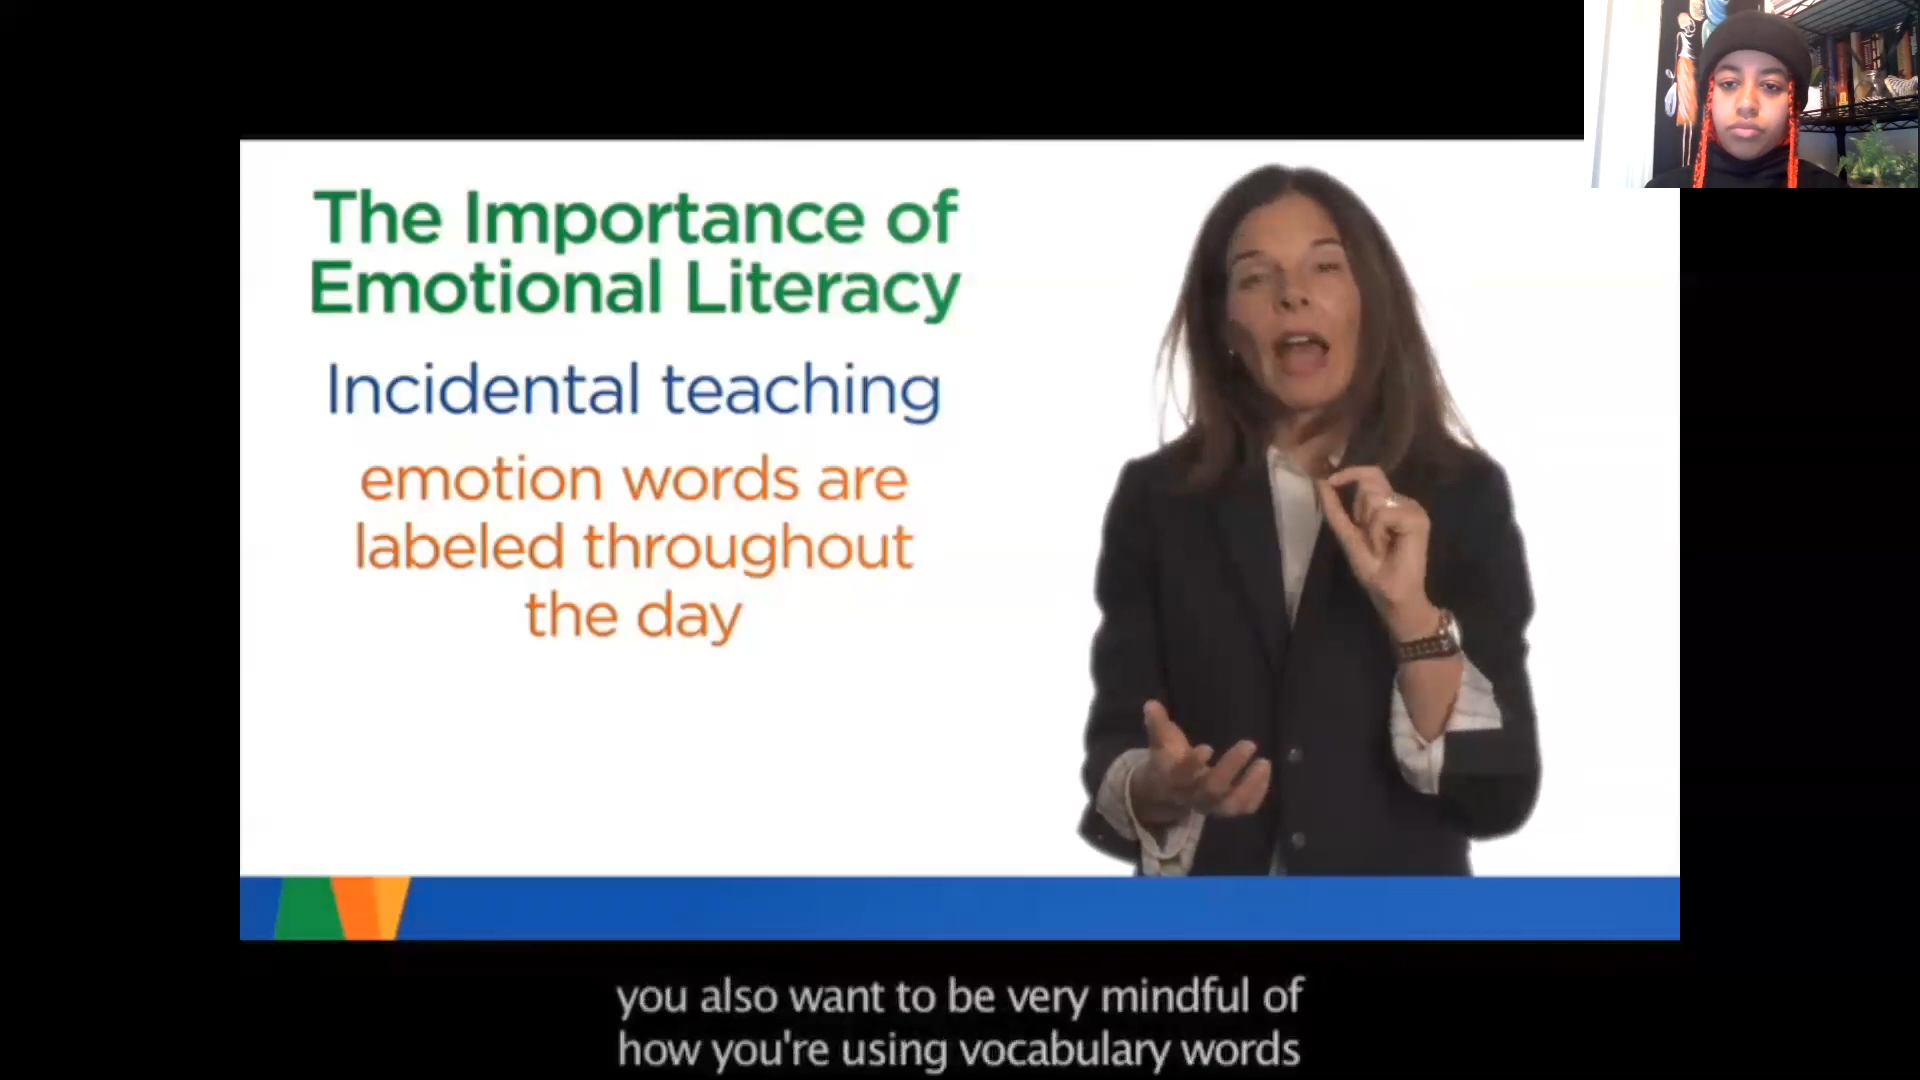 The Importance of
Emotional Literacy
Incidental teaching
emotion words are
labeled throughout
the day
you also want to be very mindful of
how you're using vocabulary words